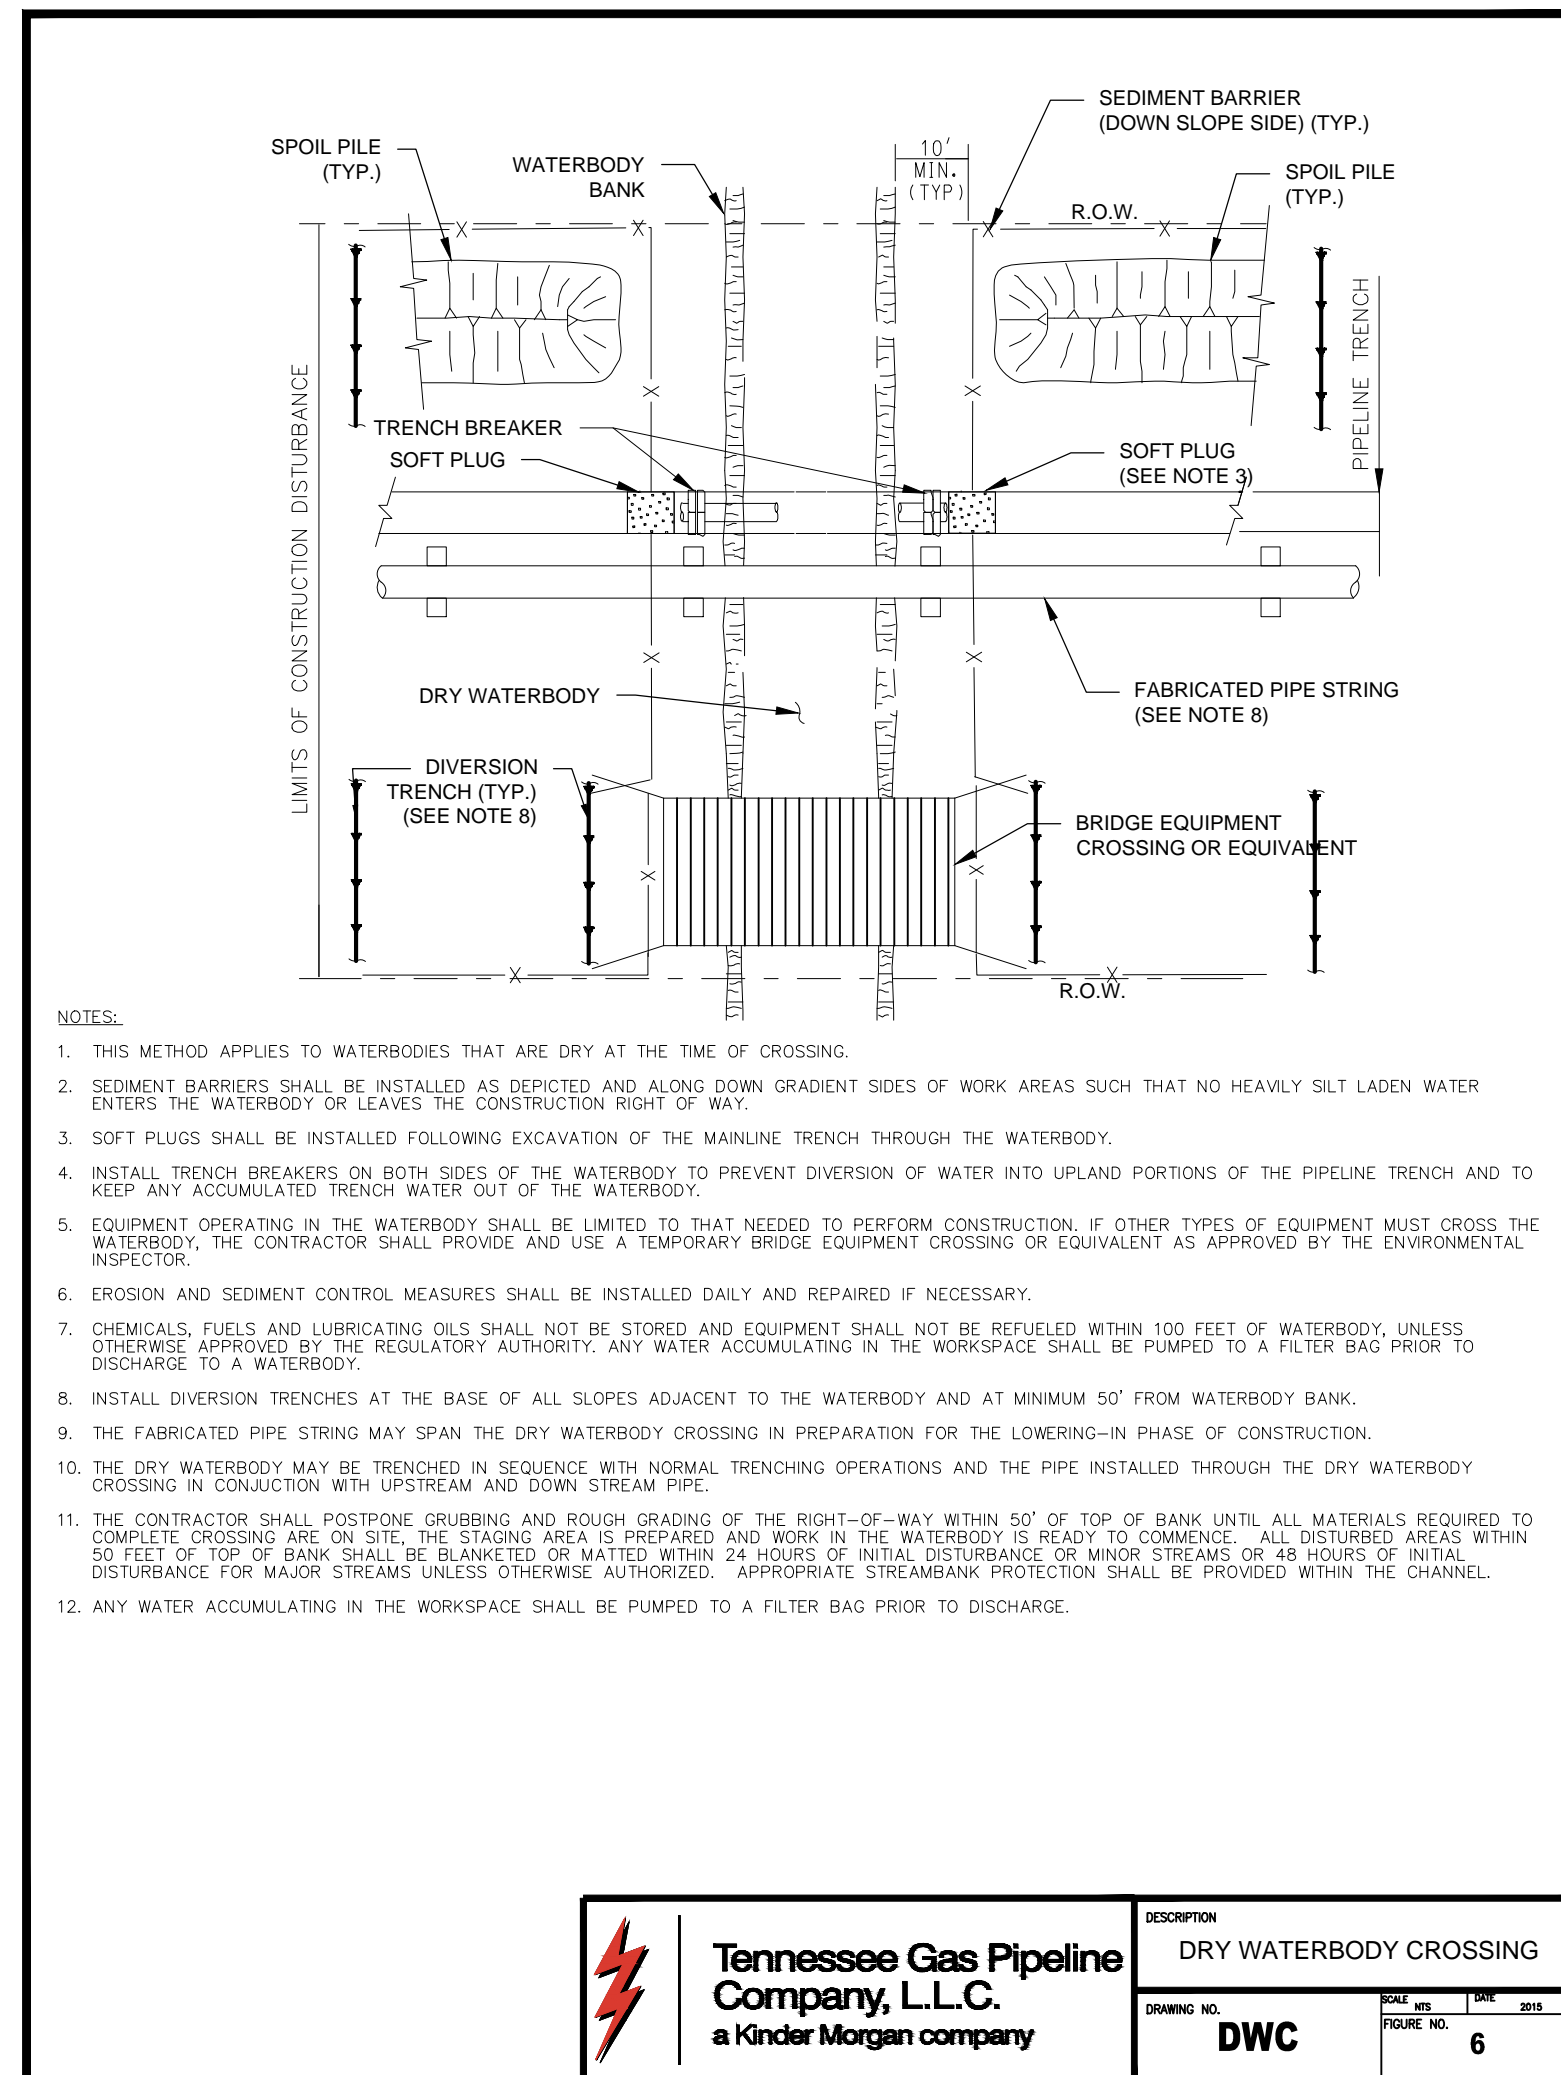 SEDIMENT BARRIER
(DOWN SLOPE SIDE) (TYP.)
SPOIL PILE
(TYP.)
WATERBODY
BANK
10'
MIN.
(TYP)
SPOIL PILE
(TYP.)
R.O.W.
LIMITS OF CONSTRUCTION DISTURBANCE
PIPELINE TRENCH
TRENCH BREAKER
SOFT PLUG
SOFT PLUG
(SEE NOTE 3)
DRY WATERBODY
FABRICATED PIPE STRING
(SEE NOTE 8)
DIVERSION
TRENCH (TYP.)
(SEE NOTE 8)
BRIDGE EQUIPMENT
CROSSING OR EQUIVALENT
R.O.W.
NOTES:
1. THIS METHOD APPLIES TO WATERBODIES THAT ARE DRY AT THE TIME OF CROSSING.
2. SEDIMENT BARRIERS SHALL BE INSTALLED AS DEPICTED AND ALONG DOWN GRADIENT SIDES OF WORK AREAS SUCH THAT NO HEAVILY SILT LADEN WATER
ENTERS THE WATERBODY OR LEAVES THE CONSTRUCTION RIGHT OF WAY.
3. SOFT PLUGS SHALL BE INSTALLED FOLLOWING EXCAVATION OF THE MAINLINE TRENCH THROUGH THE WATERBODY.
4. INSTALL TRENCH BREAKERS ON BOTH SIDES OF THE WATERBODY TO PREVENT DIVERSION OF WATER INTO UPLAND PORTIONS OF THE PIPELINE TRENCH AND TO
KEEP ANY ACCUMULATED TRENCH WATER OUT OF THE WATERBODY.
5. EQUIPMENT OPERATING IN THE WATERBODY SHALL BE LIMITED TO THAT NEEDED TO PERFORM CONSTRUCTION. IF OTHER TYPES OF EQUIPMENT MUST CROSS THE
WATERBODY, THE CONTRACTOR SHALL PROVIDE AND USE A TEMPORARY BRIDGE EQUIPMENT CROSSING OR EQUIVALENT AS APPROVED BY THE ENVIRONMENTAL
INSPECTOR.
6. EROSION AND SEDIMENT CONTROL MEASURES SHALL BE INSTALLED DAILY AND REPAIRED IF NECESSARY.
7. CHEMICALS, FUELS AND LUBRICATING OILS SHALL NOT BE STORED AND EQUIPMENT SHALL NOT BE REFUELED WITHIN 100 FEET OF WATERBODY, UNLESS
OTHERWISE APPROVED BY THE REGULATORY AUTHORITY. ANY WATER ACCUMULATING IN THE WORKSPACE SHALL BE PUMPED TO A FILTER BAG PRIOR TO
DISCHARGE TO A WATERBODY.
8. INSTALL DIVERSION TRENCHES AT THE BASE OF ALL SLOPES ADJACENT TO THE WATERBODY AND AT MINIMUM 50' FROM WATERBODY BANK.
9. THE FABRICATED PIPE STRING MAY SPAN THE DRY WATERBODY CROSSING IN PREPARATION FOR THE LOWERING-IN PHASE OF CONSTRUCTION.
10. THE DRY WATERBODY MAY BE TRENCHED IN SEQUENCE WITH NORMAL TRENCHING OPERATIONS AND THE PIPE INSTALLED THROUGH THE DRY WATERBODY
CROSSING IN CONJUCTION WITH UPSTREAM AND DOWN STREAM PIPE.
11. THE CONTRACTOR SHALL POSTPONE GRUBBING AND ROUGH GRADING OF THE RIGHT-OF-WAY WITHIN 50' OF TOP OF BANK UNTIL ALL MATERIALS REQUIRED TO
COMPLETE CROSSING ARE ON SITE, THE STAGING AREA IS PREPARED AND WORK IN THE WATERBODY IS READY TO COMMENCE. ALL DISTURBED AREAS WITHIN
50 FEET OF TOP OF BANK SHALL BE BLANKETED OR MATTED WITHIN 24 HOURS OF INITIAL DISTURBANCE OR MINOR STREAMS OR 48 HOURS OF INITIAL
DISTURBANCE FOR MAJOR STREAMS UNLESS OTHERWISE AUTHORIZED. APPROPRIATE STREAMBANK PROTECTION SHALL BE PROVIDED WITHIN THE CHANNEL.
12. ANY WATER ACCUMULATING IN THE WORKSPACE SHALL BE PUMPED TO A FILTER BAG PRIOR TO DISCHARGE.
Tennessee Gas Pipeline
Company, L.L.C.
a Kinder Morgan company
DESCRIPTION
DRY WATERBODY CROSSING
DRAWING NO.
DWC
SCALE NTS
DATE 2015
FIGURE NO.
6